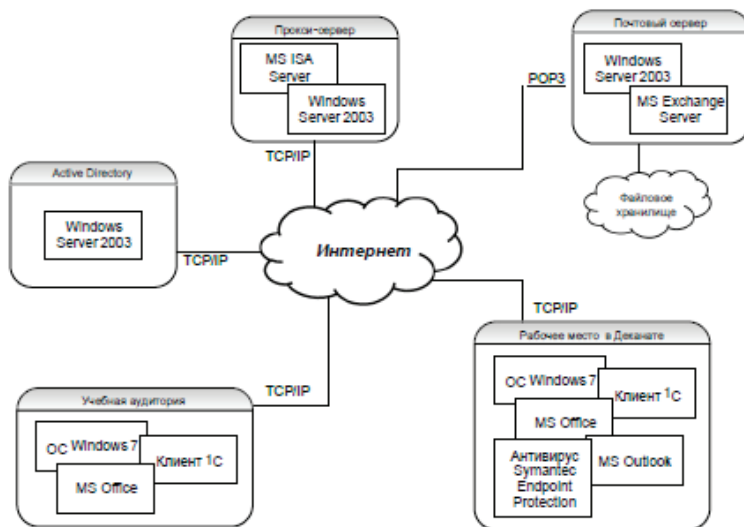 Прокси-сервер
MS ISA
Server
Windows
Server 2003
TCP/IP
Почтовый сервер
Windows
Server 2003
MS Exchange
Server
POP3
Файловое
хранилище
Active Directory
Windows
Server 2003
TCP/IP
Интернет
TCP/IP
Рабочее место в Деканате
ОС Windows 7
Клиент 1С
MS Office
Антивирус
Symantec
Endpoint
Protection
MS Outlook
TCP/IP
Учебная аудитория
ОС Windows 7
Клиент 1С
MS Office